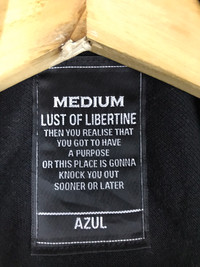 MEDIUM
LUST OF LIBERTINE
THEN YOU REALISE THAT
YOU GOT TO HAVE
A PURPOSE
OR THIS PLACE IS GONNA
KNOCK YOU OUT
SOONER OR LATER
AZUL